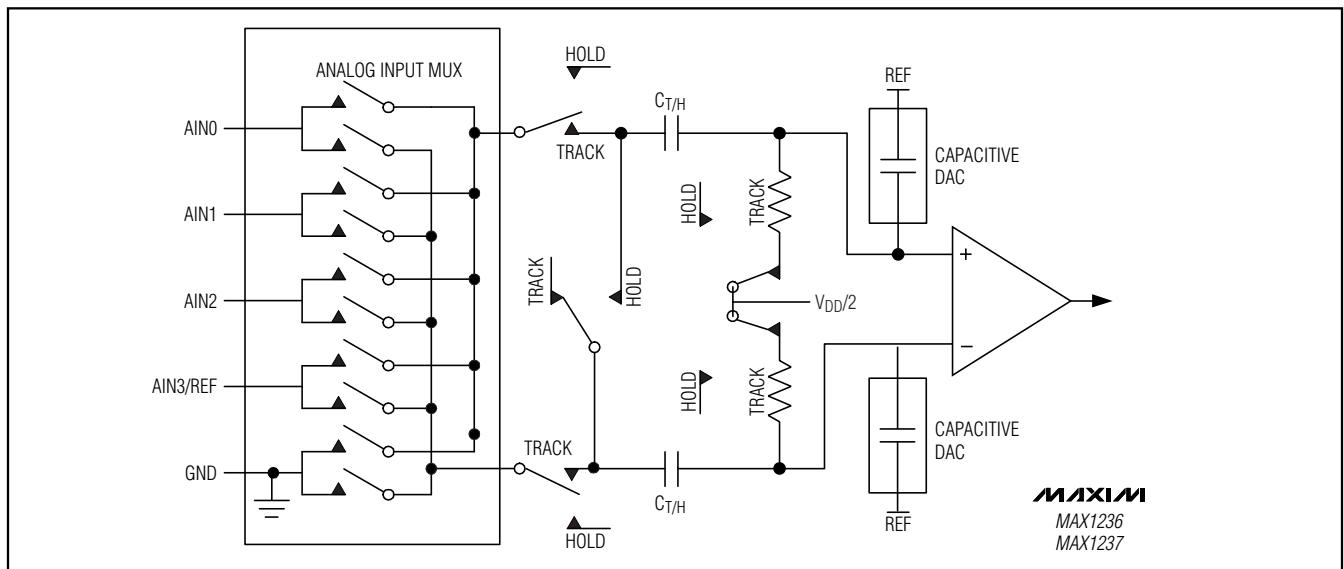 ANALOG INPUT MUX
AIN0
AIN1
AIN2
AIN3/REF
GND
HOLD
TRACK
CT/H
TRACK
HOLD
HOLD
TRACK
VDD/2
HOLD
TRACK
TRACK
HOLD
CT/H
REF
CAPACITIVE
DAC
+
−
CAPACITIVE
DAC
REF
MAXIM
MAX1236
MAX1237